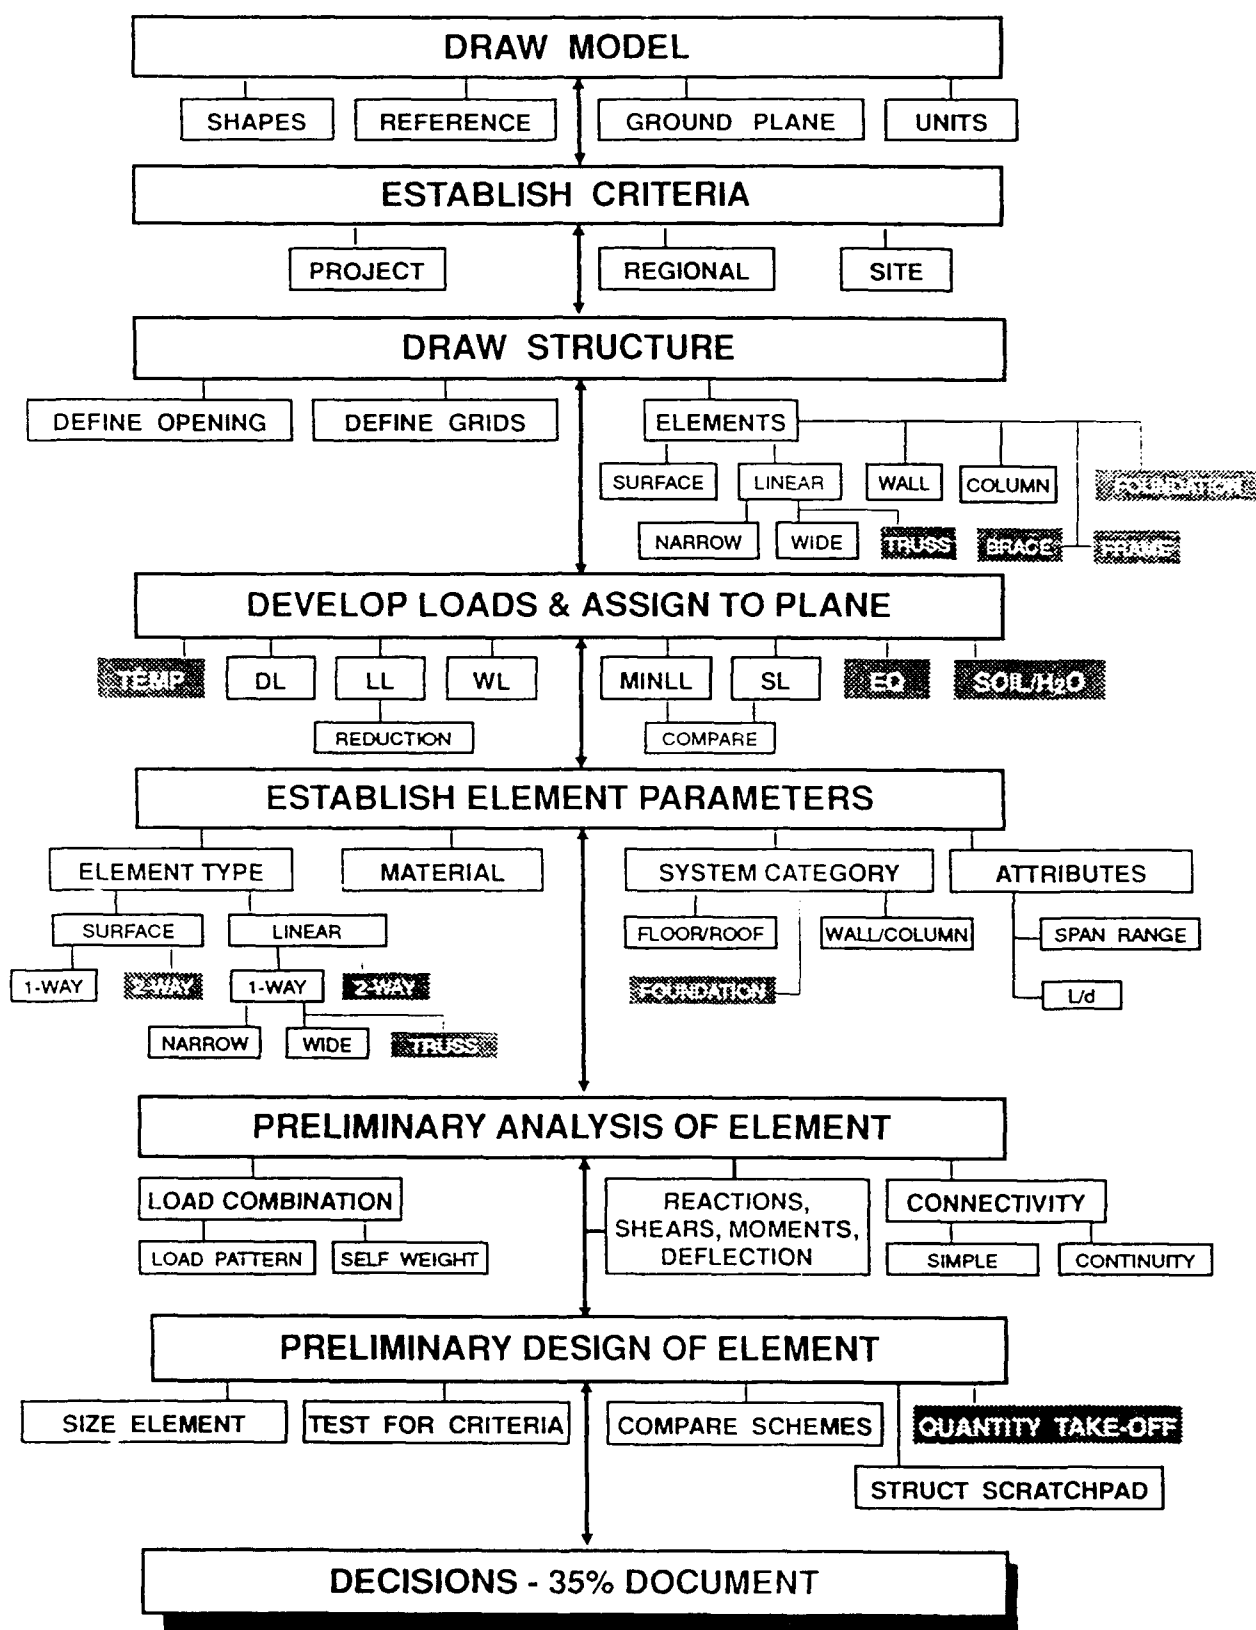 DRAW MODEL
SHAPES
REFERENCE
GROUND PLANE
UNITS
ESTABLISH CRITERIA
PROJECT
REGIONAL
SITE
DRAW STRUCTURE
DEFINE OPENING
DEFINE GRIDS
ELEMENTS
SURFACE
LINEAR
WALL
COLUMN
FOUNDATION
NARROW
WIDE
TRUSS
BRACE
FRAME
DEVELOP LOADS & ASSIGN TO PLANE
TEMP
DL
LL
WL
MINLL
SL
EQ
SOIL/H₂O
REDUCTION
COMPARE
ESTABLISH ELEMENT PARAMETERS
ELEMENT TYPE
MATERIAL
SYSTEM CATEGORY
ATTRIBUTES
SURFACE
LINEAR
FLOOR/ROOF
WALL/COLUMN
SPAN RANGE
1-WAY
2-WAY
1-WAY
2-WAY
FOUNDATION
L/d
NARROW
WIDE
TRUSS
PRELIMINARY ANALYSIS OF ELEMENT
LOAD COMBINATION
REACTIONS,
SHEARS, MOMENTS,
DEFLECTION
CONNECTIVITY
LOAD PATTERN
SELF WEIGHT
SIMPLE
CONTINUITY
PRELIMINARY DESIGN OF ELEMENT
SIZE ELEMENT
TEST FOR CRITERIA
COMPARE SCHEMES
QUANTITY TAKE-OFF
STRUCT SCRATCHPAD
DECISIONS - 35% DOCUMENT